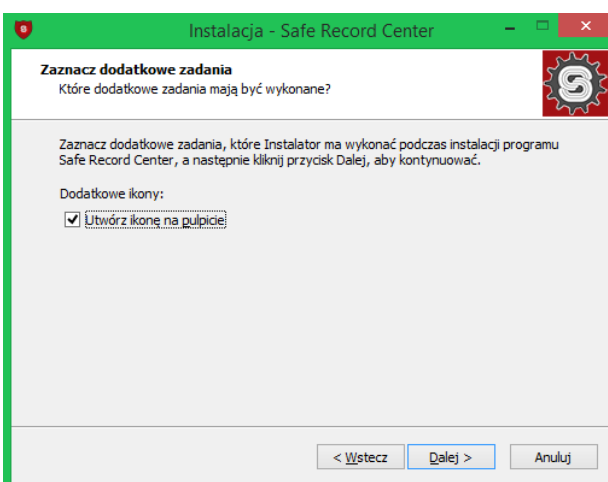 Instalacja - Safe Record Center
Zaznacz dodatkowe zadania
Które dodatkowe zadania mają być wykonane?
Zaznacz dodatkowe zadania, które Instalator ma wykonać podczas instalacji programu
Safe Record Center, a następnie kliknij przycisk Dalej, aby kontynuować.
Dodatkowe ikony:
Utwórz ikonę na pulpicie
< Wstecz
Dalej >
Anuluj